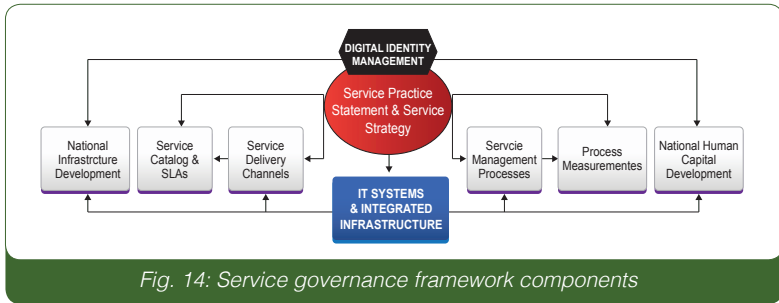 DIGITAL IDENTITY
MANAGEMENT
Service Practice
Statement & Service
Strategy
National
Infrastrcture
Development
Service
Catalog &
SLAs
Service
Delivery
Channels
Servcie
Management
Processes
Process
Measurementes
National Human
Capital
Development
IT SYSTEMS
& INTEGRATED
INFRASTRUCTURE
Fig. 14: Service governance framework components